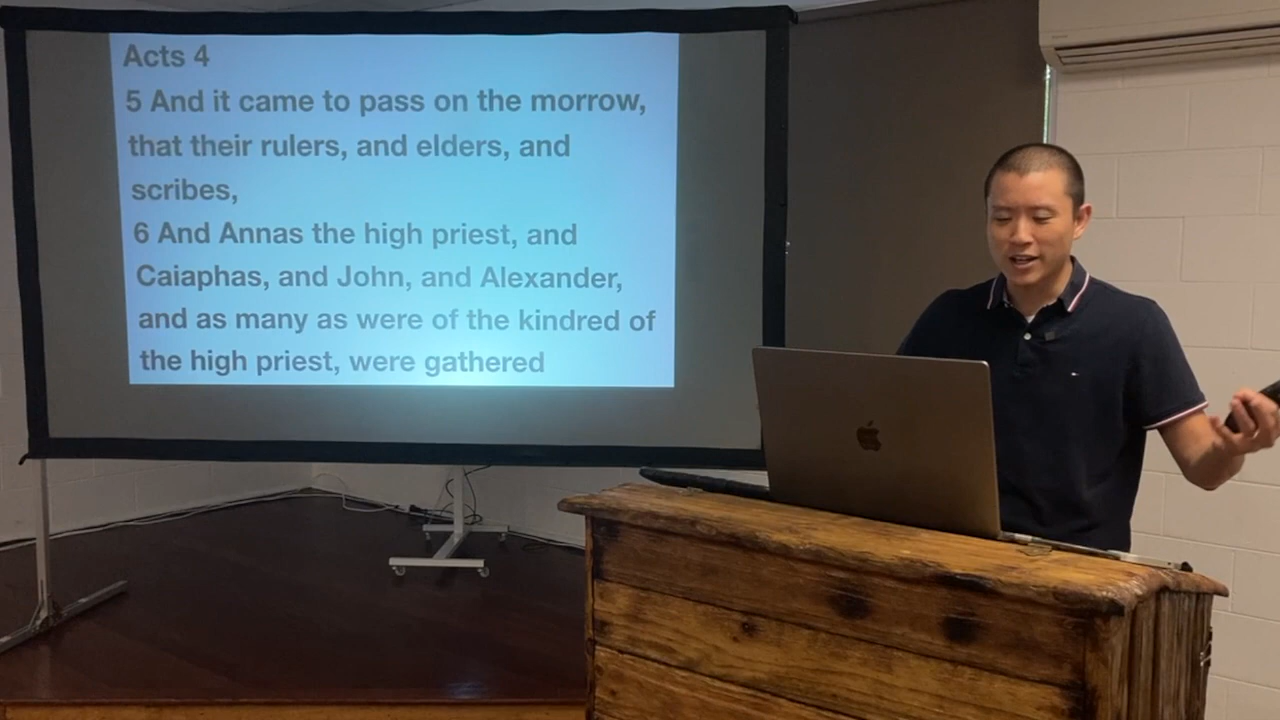 Acts 4
5 And it came to pass on the morrow,
that their rulers, and elders, and
scribes,
6 And Annas the high priest, and
Caiaphas, and John, and Alexander,
and as many as were of the kindred of
the high priest, were gathered